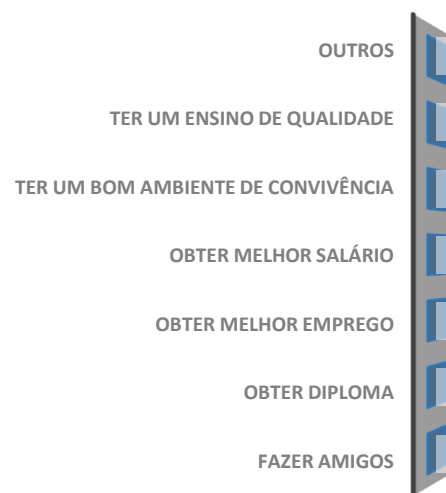 OUTROS
TER UM ENSINO DE QUALIDADE
TER UM BOM AMBIENTE DE CONVIVÊNCIA
OBTER MELHOR SALÁRIO
OBTER MELHOR EMPREGO
OBTER DIPLOMA
FAZER AMIGOS